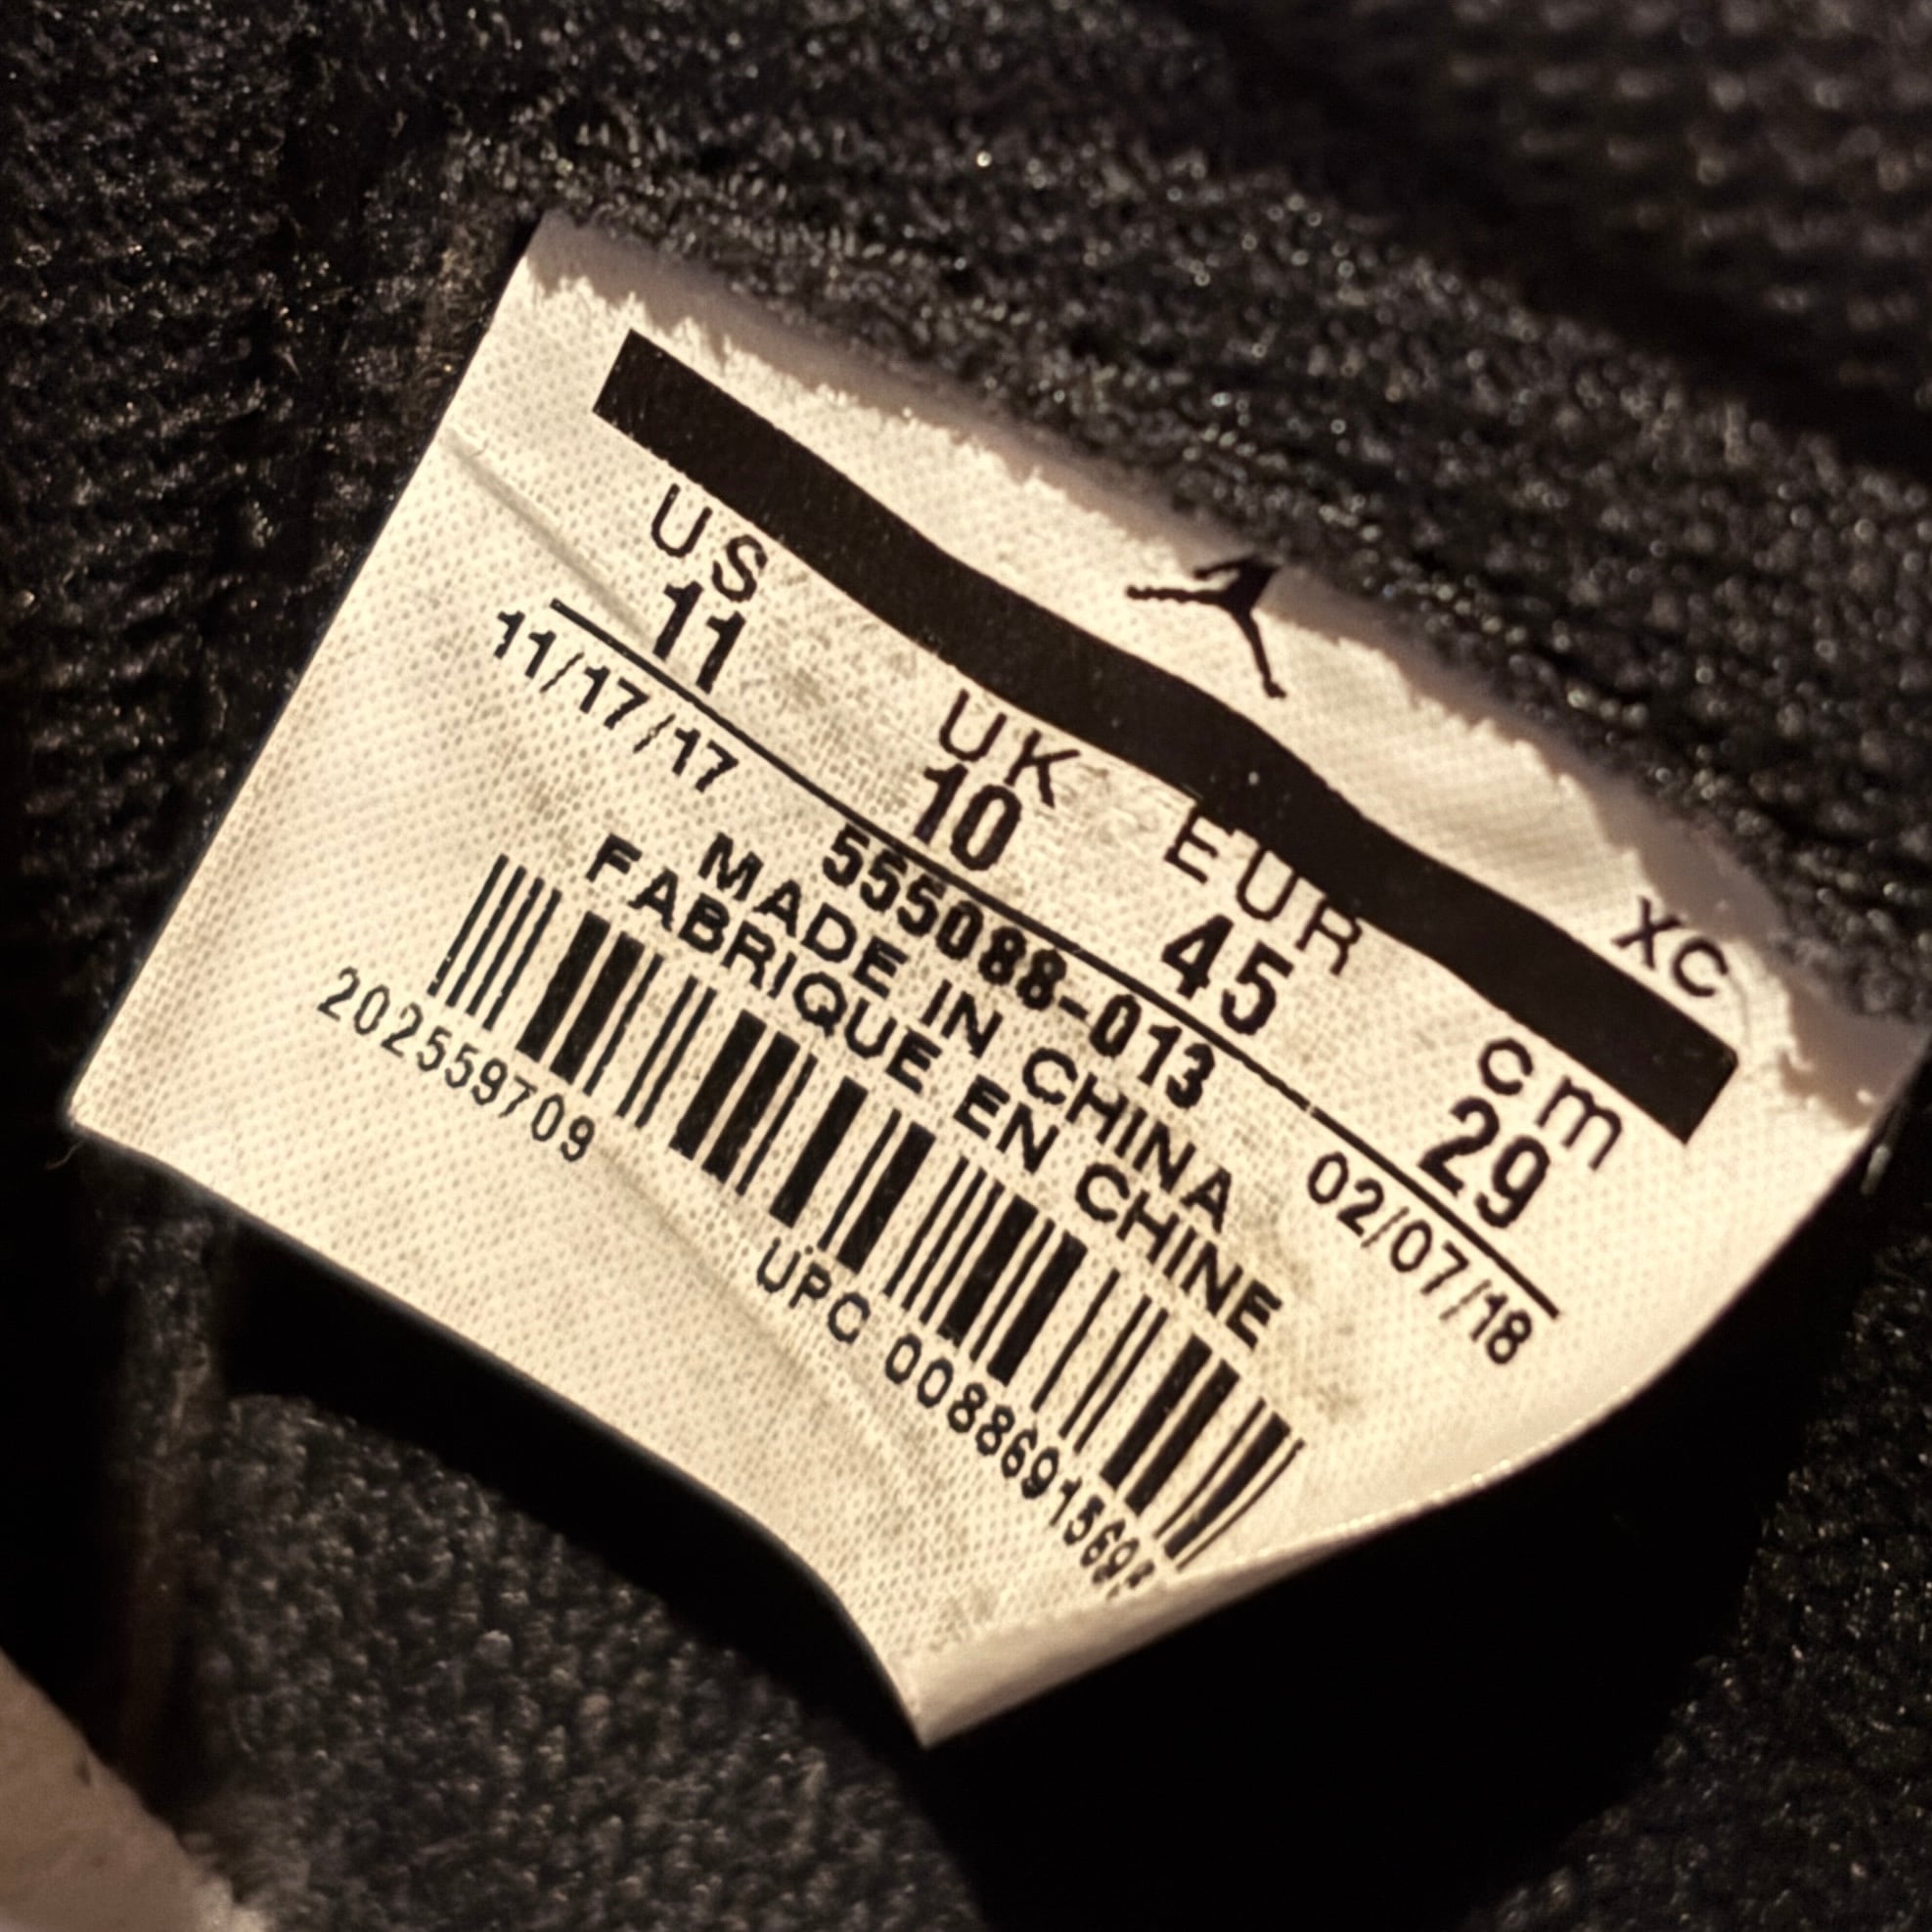 XC
US UK EUR cm
11 10 45 29
11/17/17 02/07/18
555088-013
MADE IN CHINA
FABRIQUE EN CHINE
202559709
UPC